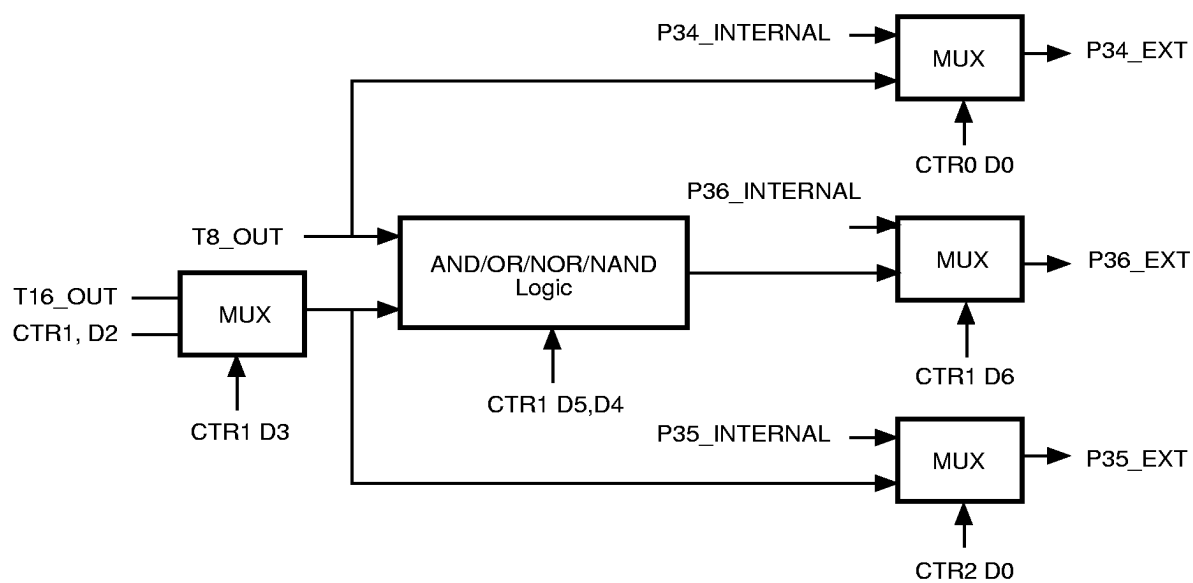 P34_INTERNAL
MUX
P34_EXT
CTR0 D0
P36_INTERNAL
T8_OUT
AND/OR/NOR/NAND
Logic
MUX
P36_EXT
T16_OUT
MUX
CTR1, D2
CTR1 D6
CTR1 D5,D4
CTR1 D3
P35_INTERNAL
MUX
P35_EXT
CTR2 D0